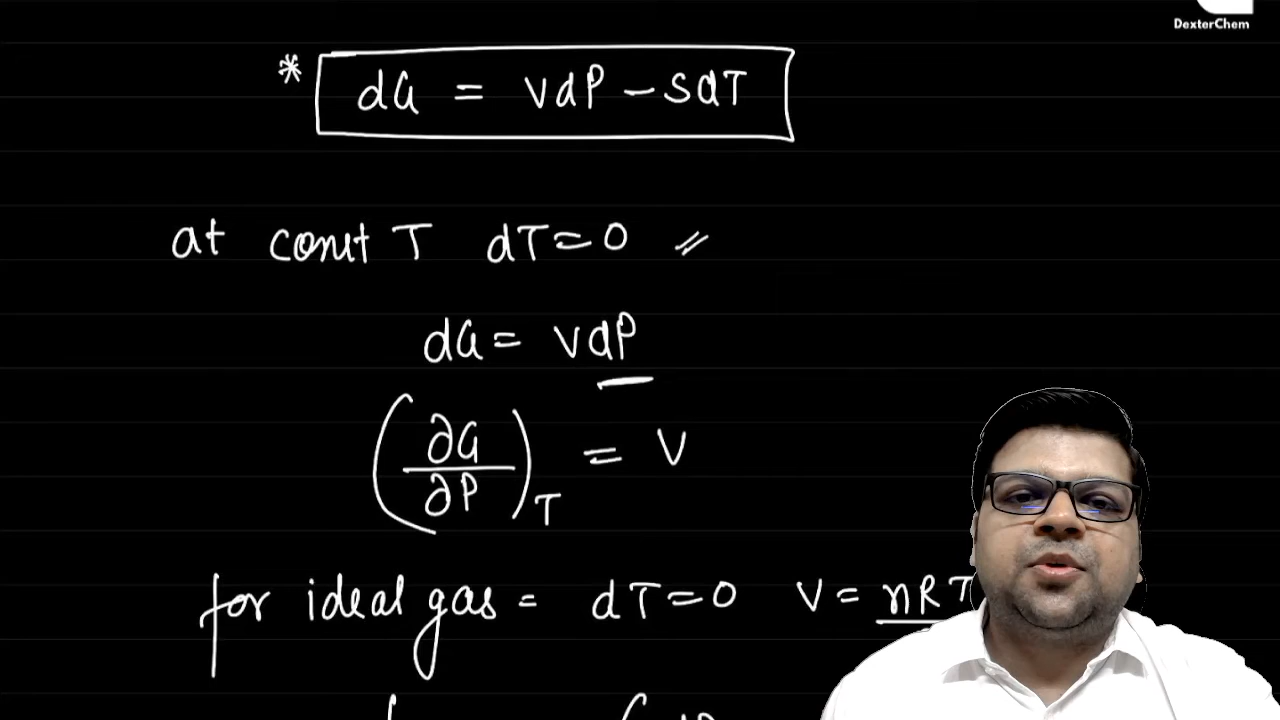 DexterChem
* dG = VdP - SdT
at const T dT=0 //
dG = VdP
(∂G/∂P)_T = V
for ideal gas = dT=0 V = nRT